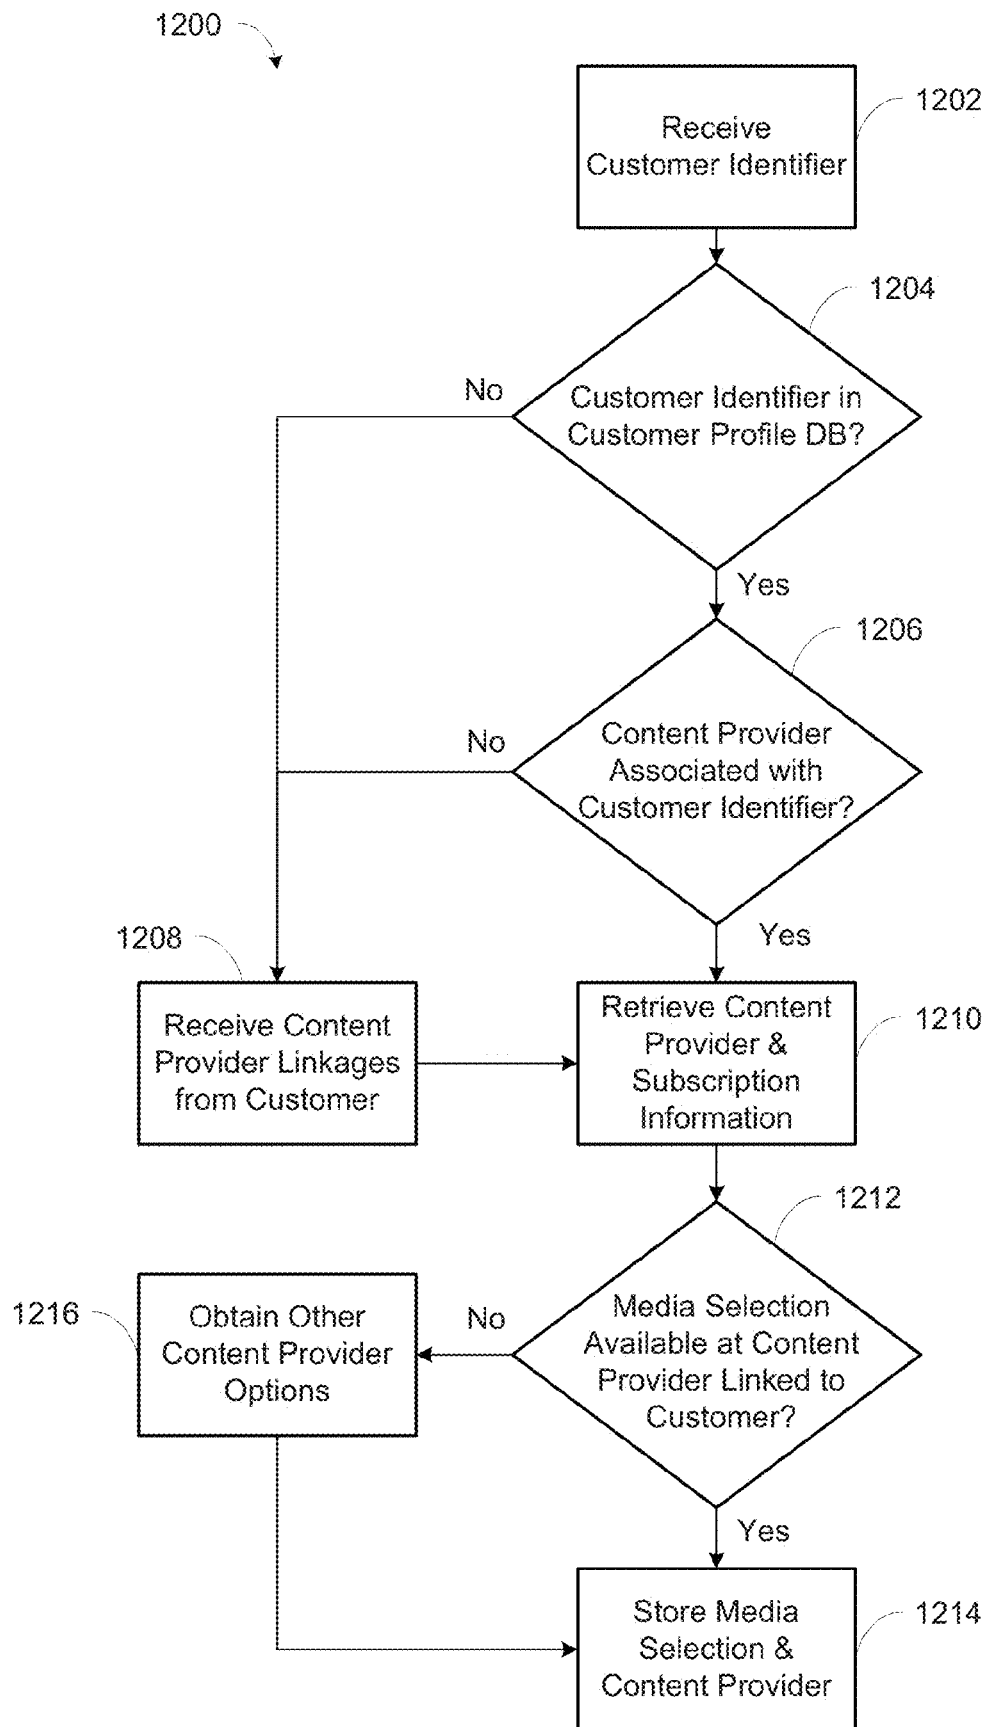 1200
1202
Receive
Customer Identifier
1204
No
Customer Identifier in
Customer Profile DB?
Yes
1206
No
Content Provider
Associated with
Customer Identifier?
Yes
1208
Receive Content
Provider Linkages
from Customer
Retrieve Content
Provider &
Subscription
Information
1210
1212
1216
Obtain Other
Content Provider
Options
No
Media Selection
Available at Content
Provider Linked to
Customer?
Yes
Store Media
Selection &
Content Provider
1214